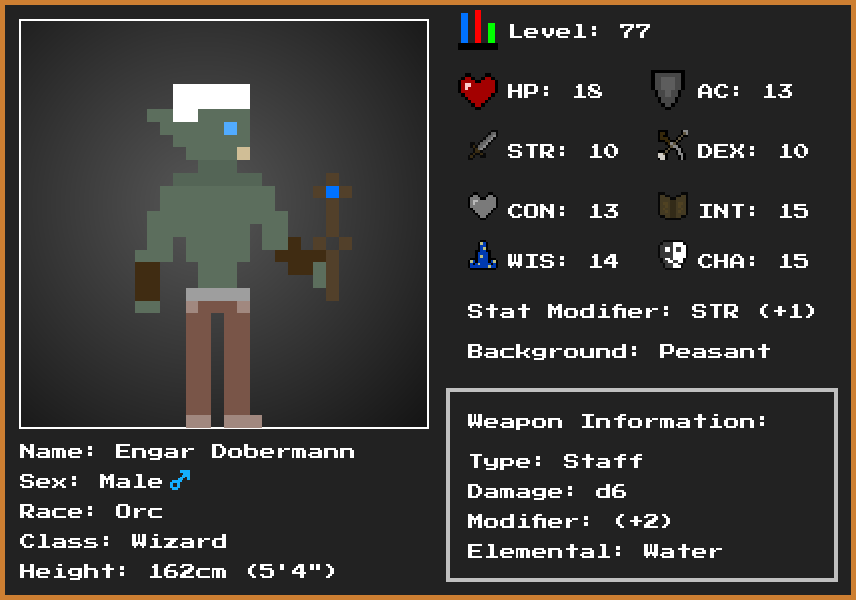 Level: 77
HP: 18 AC: 13
STR: 10 DEX: 10
CON: 13 INT: 15
WIS: 14 CHA: 15
Stat Modifier: STR (+1)
Background: Peasant
Weapon Information:
Type: Staff
Damage: d6
Modifier: (+2)
Elemental: Water
Name: Engar Dobermann
Sex: Male ♂
Race: Orc
Class: Wizard
Height: 162cm (5'4")